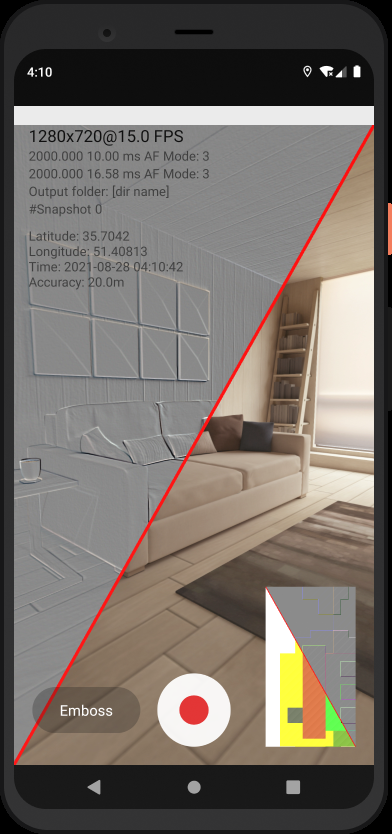 4:10
1280x720@15.0 FPS
2000.000 10.00 ms AF Mode: 3
2000.000 16.58 ms AF Mode: 3
Output folder: [dir name]
#Snapshot 0
Latitude: 35.7042
Longitude: 51.40813
Time: 2021-08-28 04:10:42
Accuracy: 20.0m
Emboss